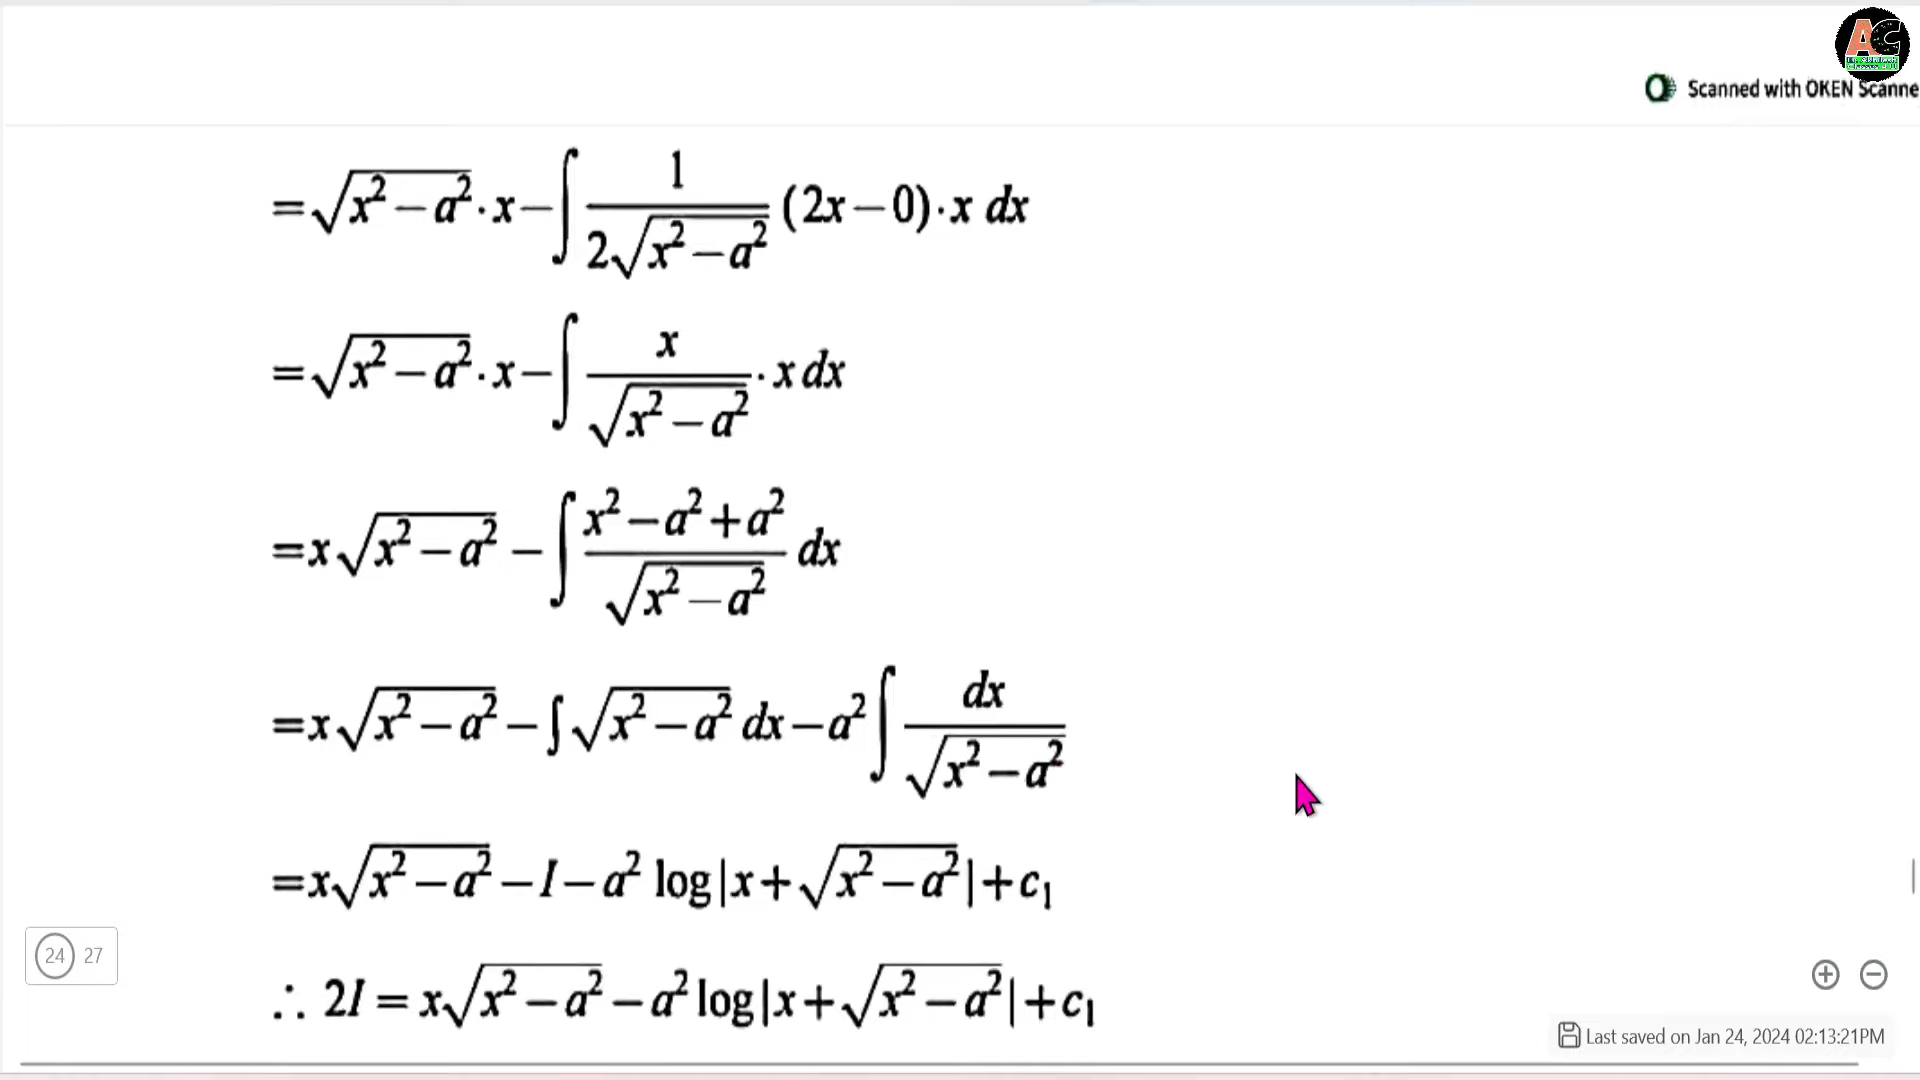 AC
Scanned with OKEN Scanne
=√(x² − a²) · x − ∫ 1/(2√(x² − a²)) (2x − 0) · x dx
=√(x² − a²) · x − ∫ x/√(x² − a²) · x dx
=x√(x² − a²) − ∫ (x² − a² + a²)/√(x² − a²) dx
=x√(x² − a²) − ∫ √(x² − a²) dx − a² ∫ dx/√(x² − a²)
=x√(x² − a²) − I − a² log|x + √(x² − a²)| + c₁
∴ 2I = x√(x² − a²) − a² log|x + √(x² − a²)| + c₁
24 27
Last saved on Jan 24, 2024 02:13:21PM